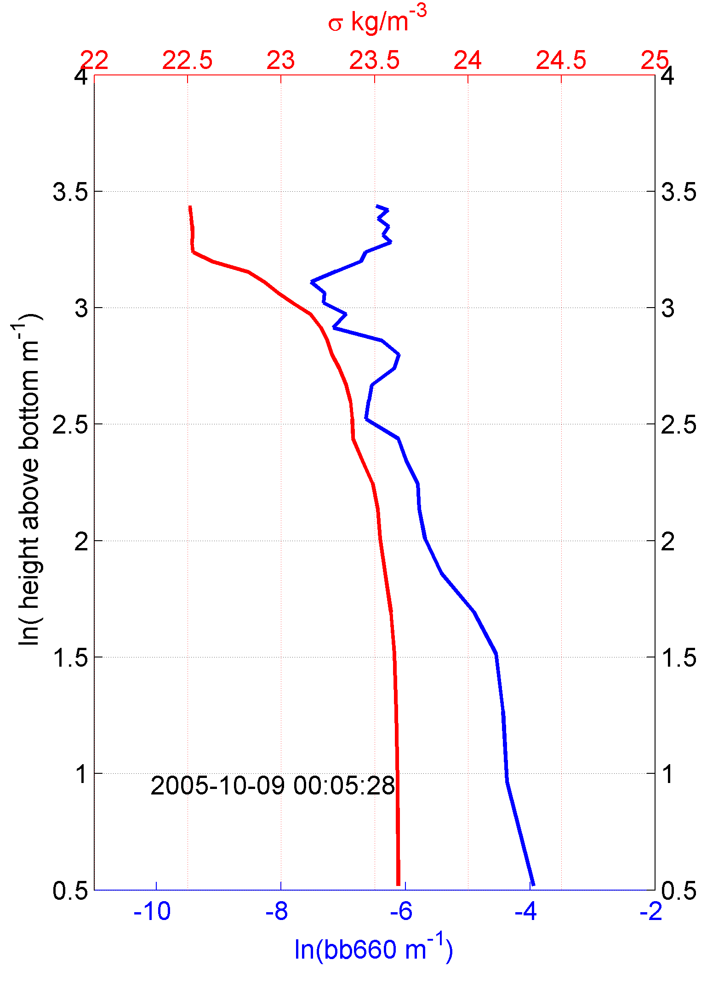 σ kg/m⁻³
22 22.5 23 23.5 24 24.5 25
4 4
3.5 3.5
3 3
2.5 2.5
2 2
1.5 1.5
1 1
0.5 0.5
ln( height above bottom m⁻¹)
2005-10-09 00:05:28
-10 -8 -6 -4 -2
ln(bb660 m⁻¹)